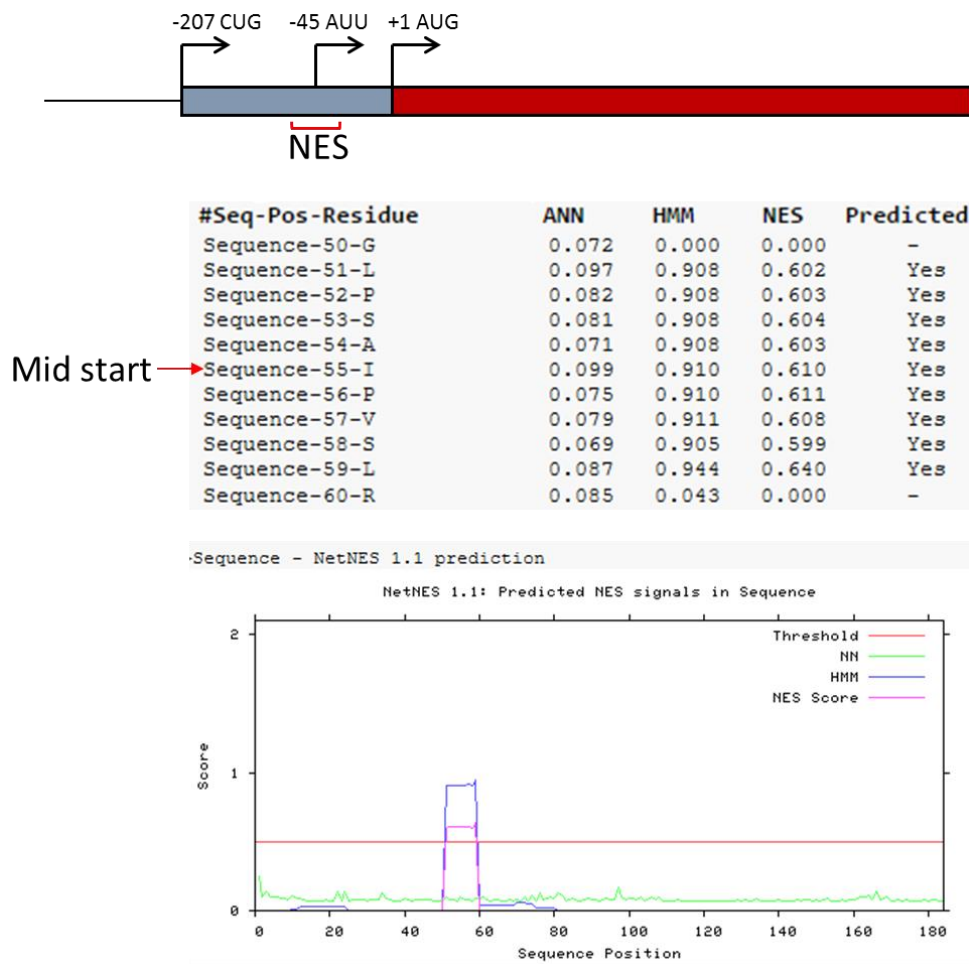 -207 CUG -45 AUU +1 AUG
NES
#Seq-Pos-Residue ANN HMM NES Predicted
Sequence-50-G 0.072 0.000 0.000 -
Sequence-51-L 0.097 0.908 0.602 Yes
Sequence-52-P 0.082 0.908 0.603 Yes
Sequence-53-S 0.081 0.908 0.604 Yes
Sequence-54-A 0.071 0.908 0.603 Yes
Mid start Sequence-55-I 0.099 0.910 0.610 Yes
Sequence-56-P 0.075 0.910 0.611 Yes
Sequence-57-V 0.079 0.911 0.608 Yes
Sequence-58-S 0.069 0.905 0.599 Yes
Sequence-59-L 0.087 0.944 0.640 Yes
Sequence-60-R 0.085 0.043 0.000 -
-Sequence - NetNES 1.1 prediction
NetNES 1.1: Predicted NES signals in Sequence
Threshold
NN
HMM
NES Score
2
1
0
Score
0 20 40 60 80 100 120 140 160 180
Sequence Position